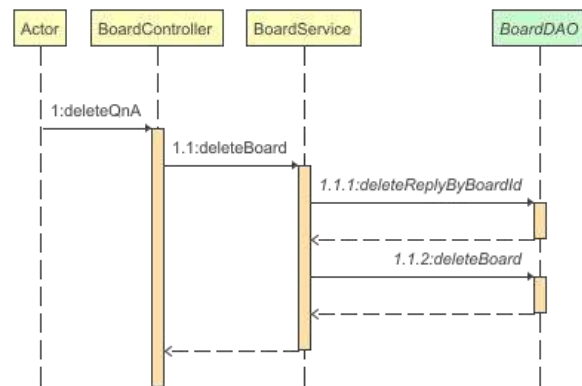 Actor
BoardController
BoardService
BoardDAO
1:deleteQnA
1.1:deleteBoard
1.1.1:deleteReplyByBoardId
1.1.2:deleteBoard